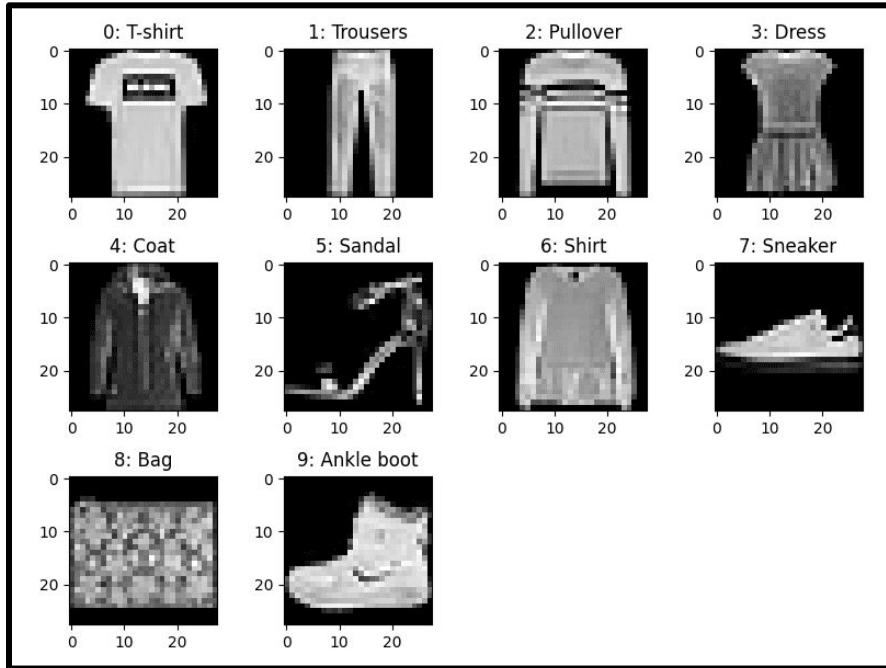 0: T-shirt
1: Trousers
2: Pullover
3: Dress
0
10
20
0
10
20
0
10
20
0
10
20
0 10 20
0 10 20
0 10 20
0 10 20
4: Coat
5: Sandal
6: Shirt
7: Sneaker
0
10
20
0
10
20
0
10
20
0
10
20
0 10 20
0 10 20
0 10 20
0 10 20
8: Bag
9: Ankle boot
0
10
20
0
10
20
0 10 20
0 10 20